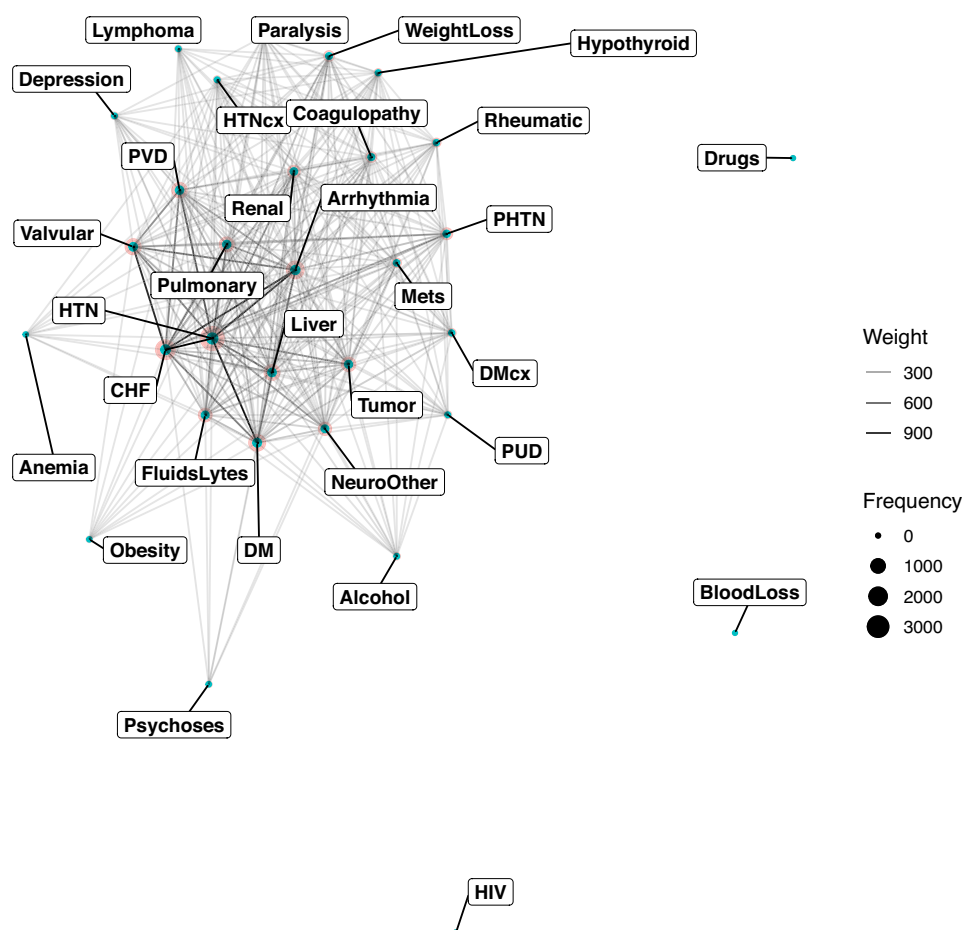 Lymphoma
Paralysis
WeightLoss
Hypothyroid
Depression
HTNcx
Coagulopathy
Rheumatic
Drugs
PVD
Renal
Arrhythmia
PHTN
Valvular
Pulmonary
Mets
HTN
Liver
DMcx
CHF
Tumor
PUD
Anemia
FluidsLytes
NeuroOther
Obesity
DM
Alcohol
BloodLoss
Psychoses
HIV
Weight
300
600
900
Frequency
0
1000
2000
3000